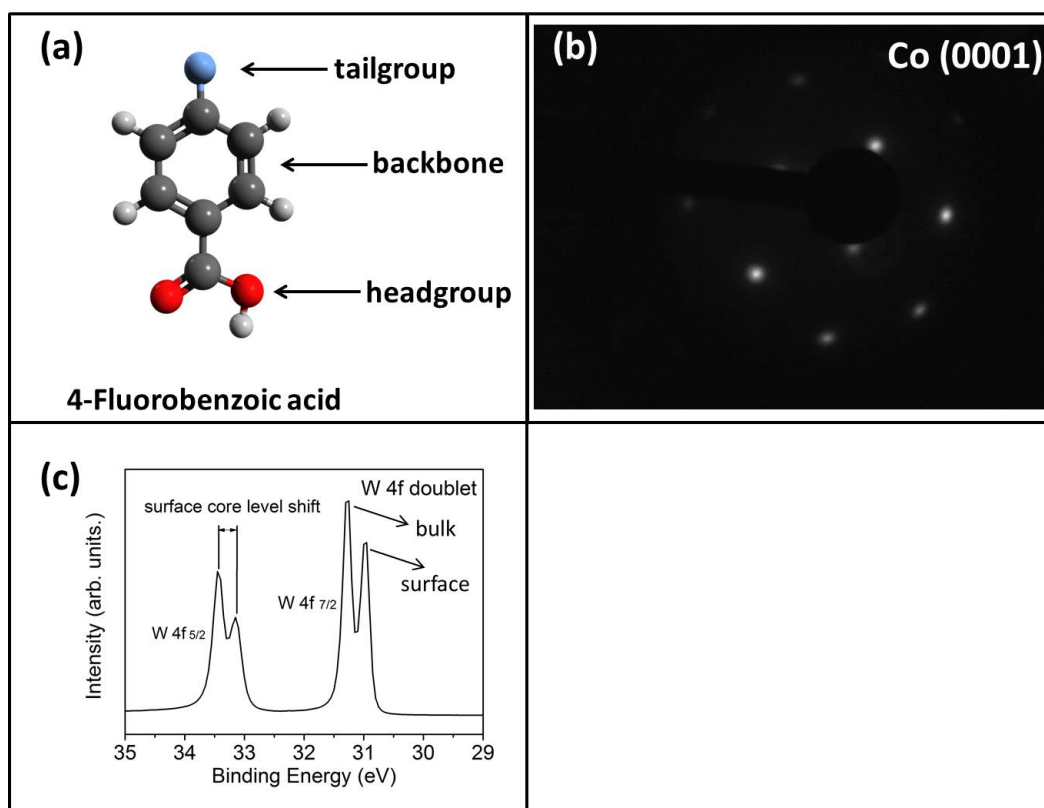 (a)
tailgroup
backbone
headgroup
4-Fluorobenzoic acid
(b)
Co (0001)
(c)
W 4f doublet
surface core level shift
bulk
surface
W 4f 7/2
W 4f 5/2
Intensity (arb. units.)
35 34 33 32 31 30 29
Binding Energy (eV)